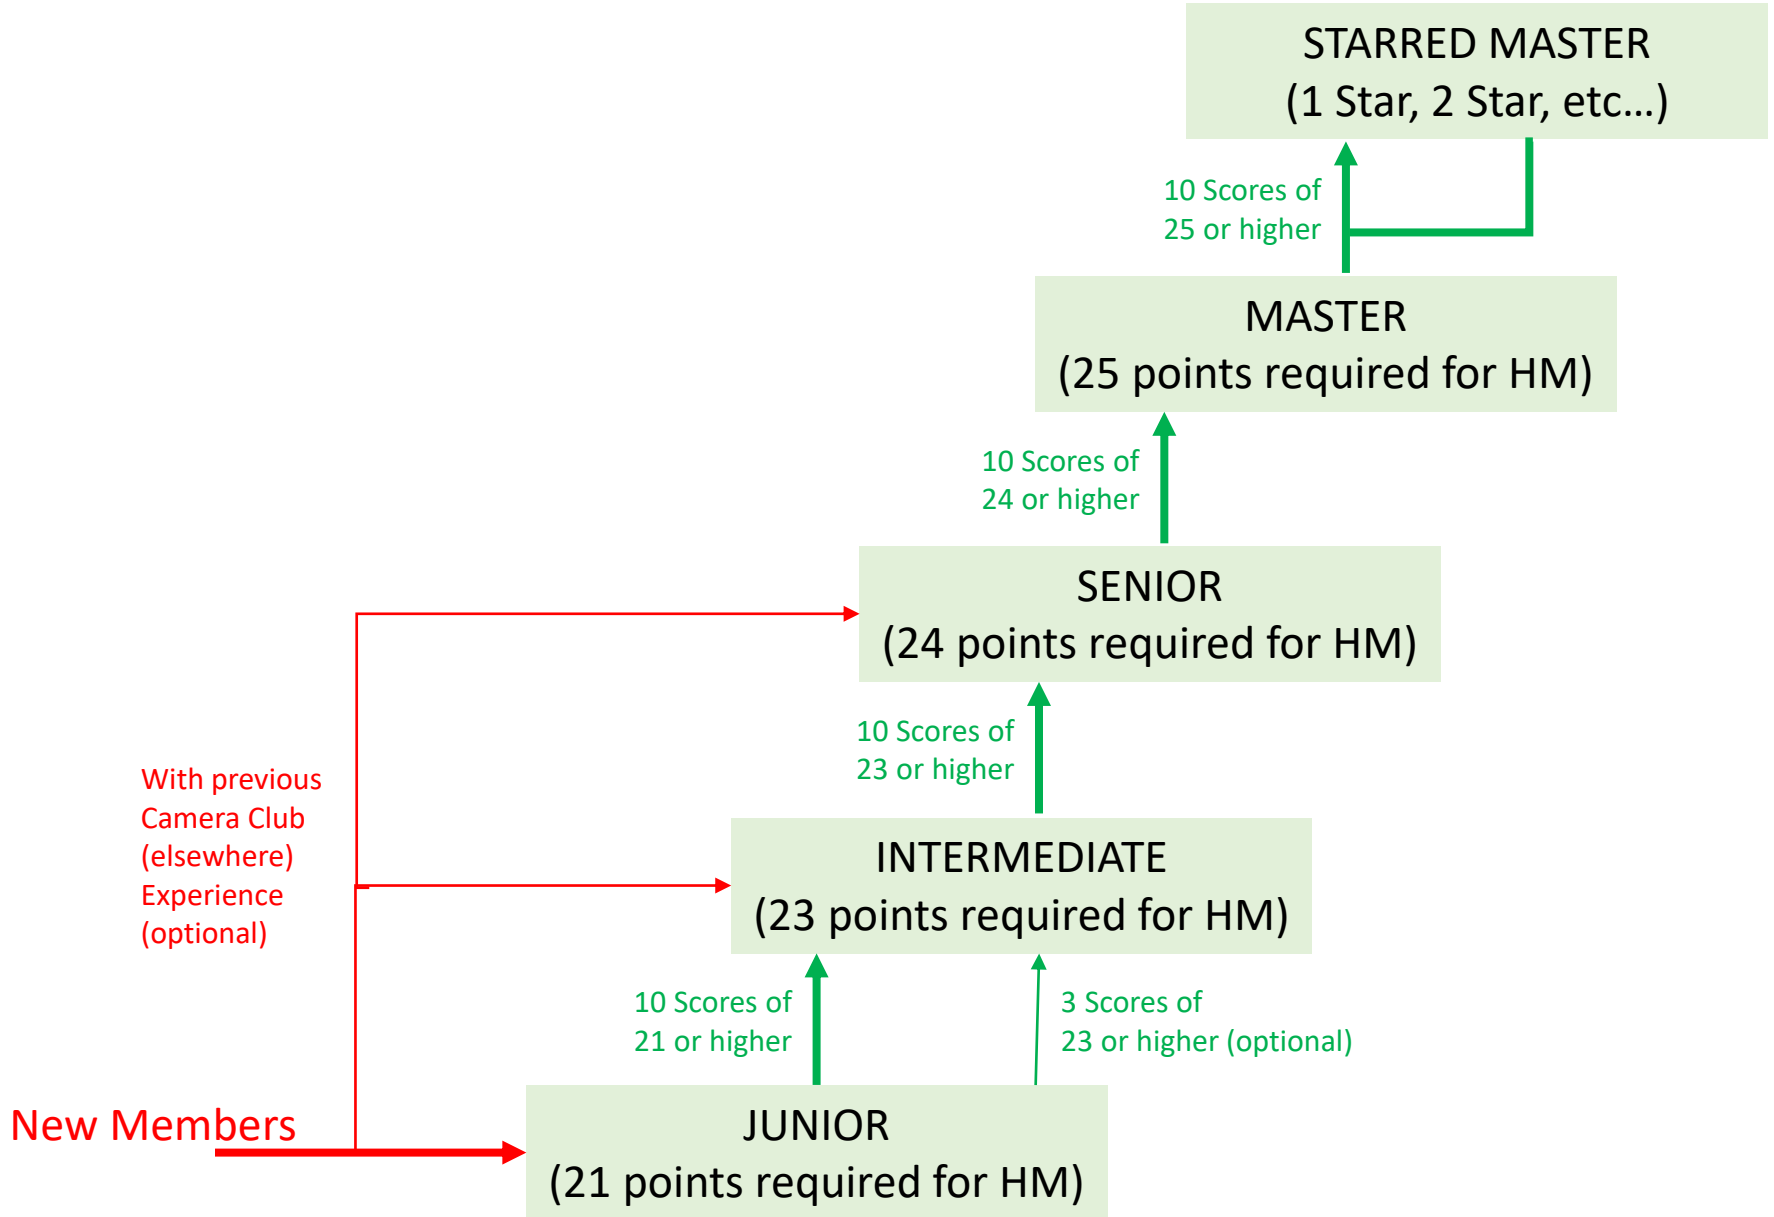 STARRED MASTER
(1 Star, 2 Star, etc…)
10 Scores of
25 or higher
MASTER
(25 points required for HM)
10 Scores of
24 or higher
SENIOR
(24 points required for HM)
10 Scores of
23 or higher
With previous
Camera Club
(elsewhere)
Experience
(optional)
INTERMEDIATE
(23 points required for HM)
10 Scores of
21 or higher
3 Scores of
23 or higher (optional)
New Members
JUNIOR
(21 points required for HM)